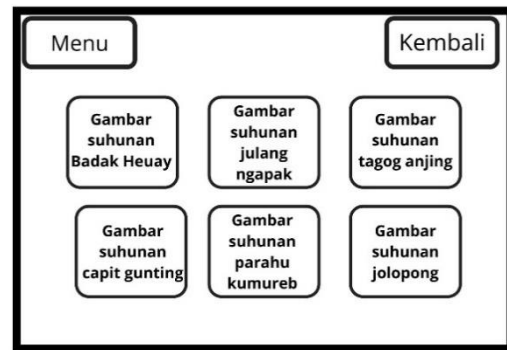 Menu
Kembali
Gambar
suhunan
Badak Heuay
Gambar
suhunan
julang
ngapak
Gambar
suhunan
tagog anjing
Gambar
suhunan
capit gunting
Gambar
suhunan
parahu
kumureb
Gambar
suhunan
jolopong